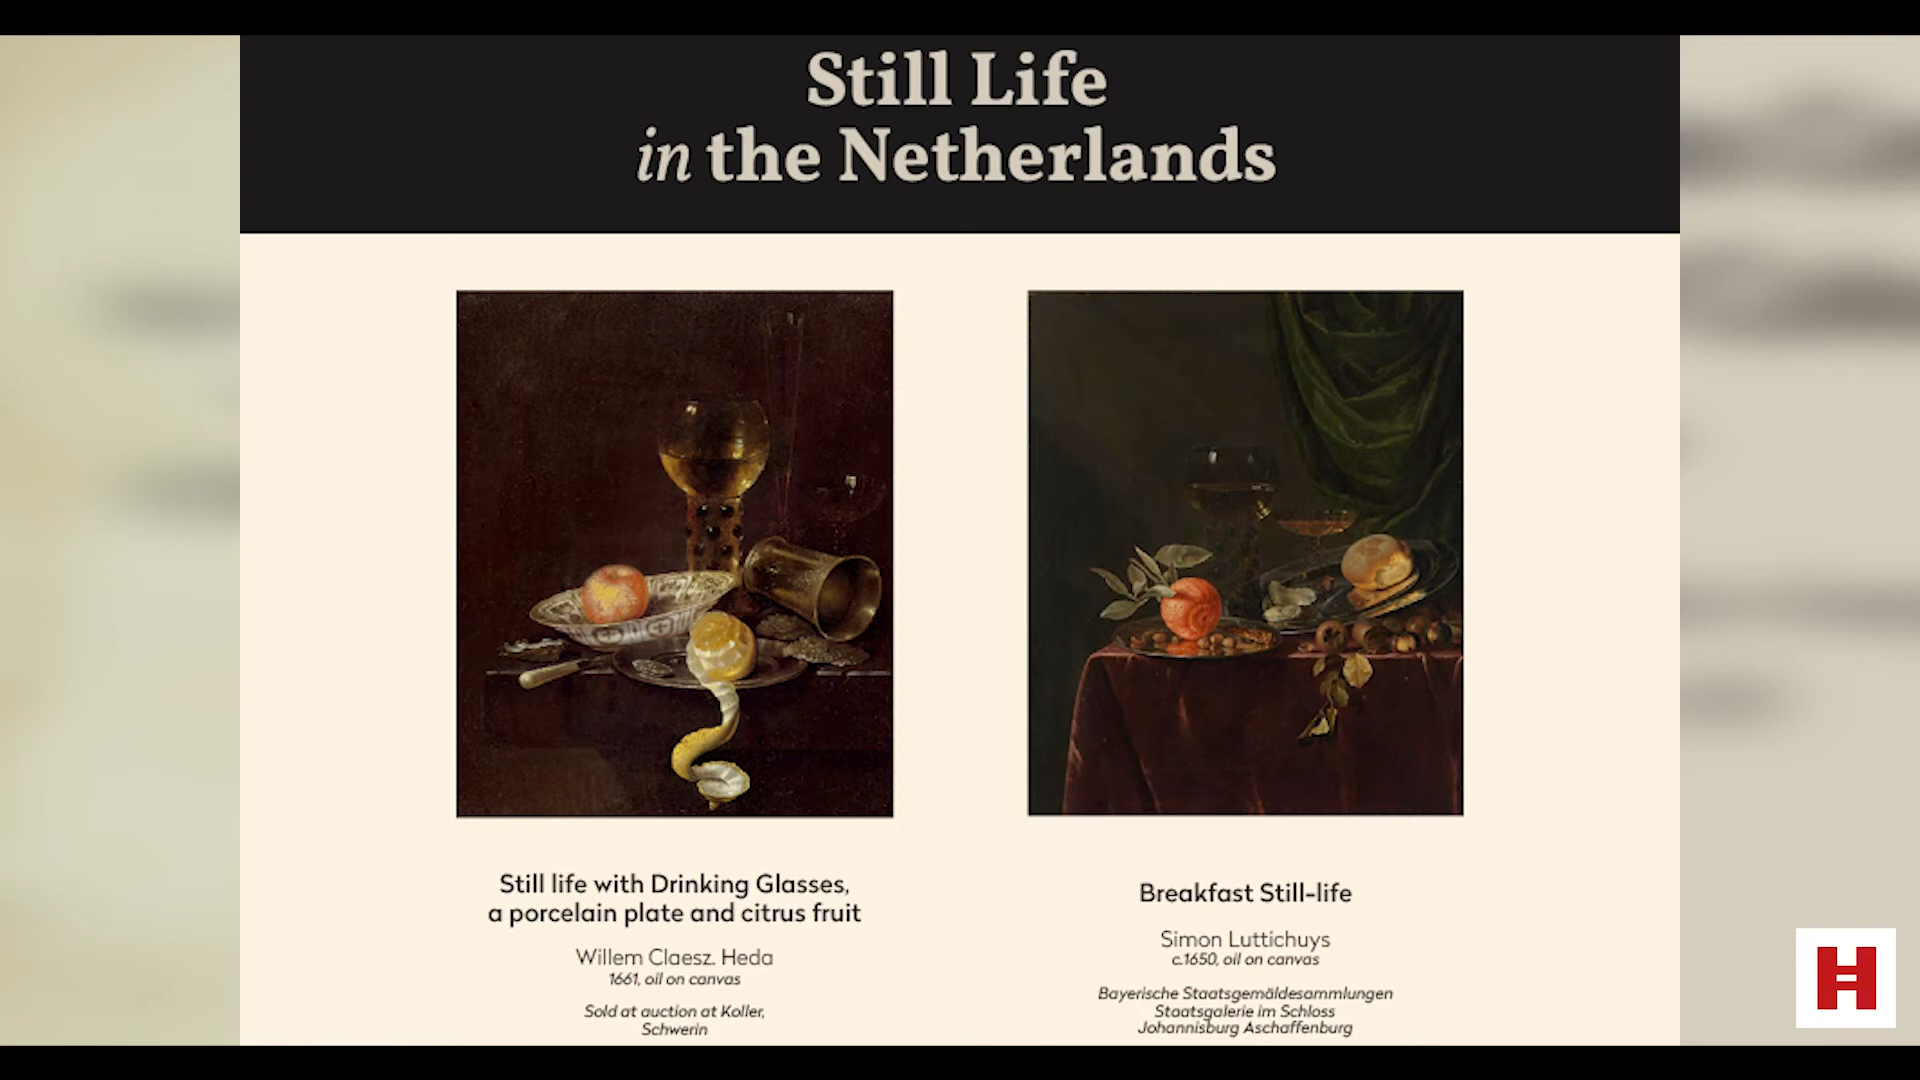 Still Life
in the Netherlands
Still life with Drinking Glasses,
a porcelain plate and citrus fruit
Willem Claesz. Heda
1661, oil on canvas
Sold at auction at Koller,
Schwerin
Breakfast Still-life
Simon Luttichuys
c.1650, oil on canvas
Bayerische Staatsgemäldesammlungen
Staatsgalerie im Schloss
Johannisburg Aschaffenburg
H